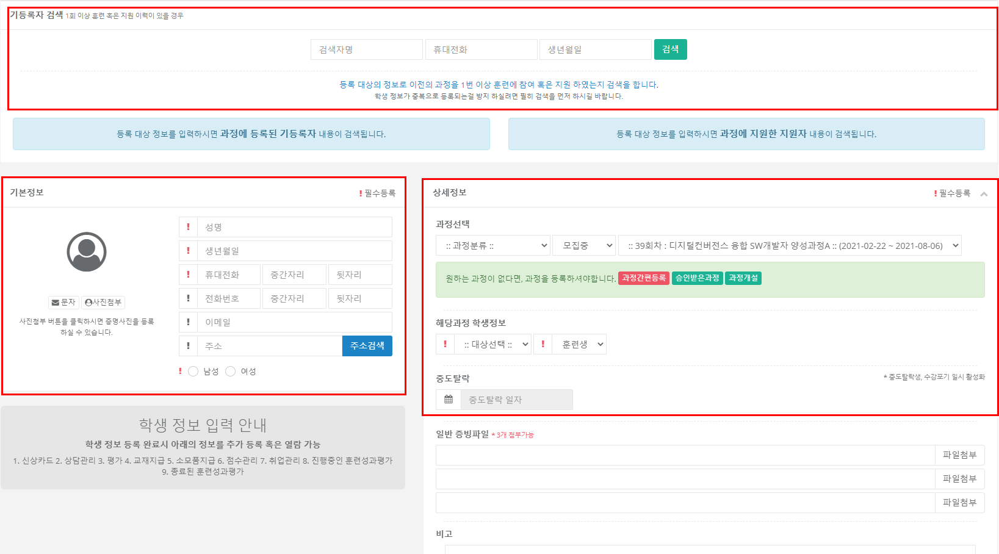 기등록자 검색 1회 이상 훈련 혹은 지원 이력이 있을 경우
검색자명 휴대전화 생년월일 검색
등록 대상의 정보로 이전의 과정을 1번 이상 훈련에 참여 혹은 지원 하였는지 검색을 합니다.
학생 정보가 중복으로 등록되는걸 방지 하실려면 필히 검색을 먼저 하시길 바랍니다.
등록 대상 정보를 입력하시면 과정에 등록된 기등록자 내용이 검색됩니다.
등록 대상 정보를 입력하시면 과정에 지원한 지원자 내용이 검색됩니다.
기본정보 ! 필수등록
! 성명
! 생년월일
! 휴대전화 중간자리 뒷자리
! 전화번호 중간자리 뒷자리
! 이메일
! 주소 주소검색
! 남성 여성
문자 사진첨부
사진첨부 버튼을 클릭하시면 증명사진을 등록
하실 수 있습니다.
학생 정보 입력 안내
학생 정보 등록 완료시 아래의 정보를 추가 등록 혹은 열람 가능
1. 신상카드 2. 상담관리 3. 평가 4. 교재지급 5. 소모품지급 6. 점수관리 7. 취업관리 8. 진행중인 훈련성과평가
9. 종료된 훈련성과평가
상세정보 ! 필수등록
과정선택
:: 과정분류 :: 모집중 :: 39회차 : 디지털컨버전스 융합 SW개발자 양성과정A :: (2021-02-22 ~ 2021-08-06)
원하는 과정이 없다면, 과정을 등록하셔야합니다. 과정간편등록 승인받은과정 과정개설
해당과정 학생정보
! :: 대상선택 :: ! 훈련생
중도탈락 * 중도탈락생, 수강포기 일시 활성화
중도탈락 일자
일반 증빙파일 * 3개 첨부가능
파일첨부
파일첨부
파일첨부
비고